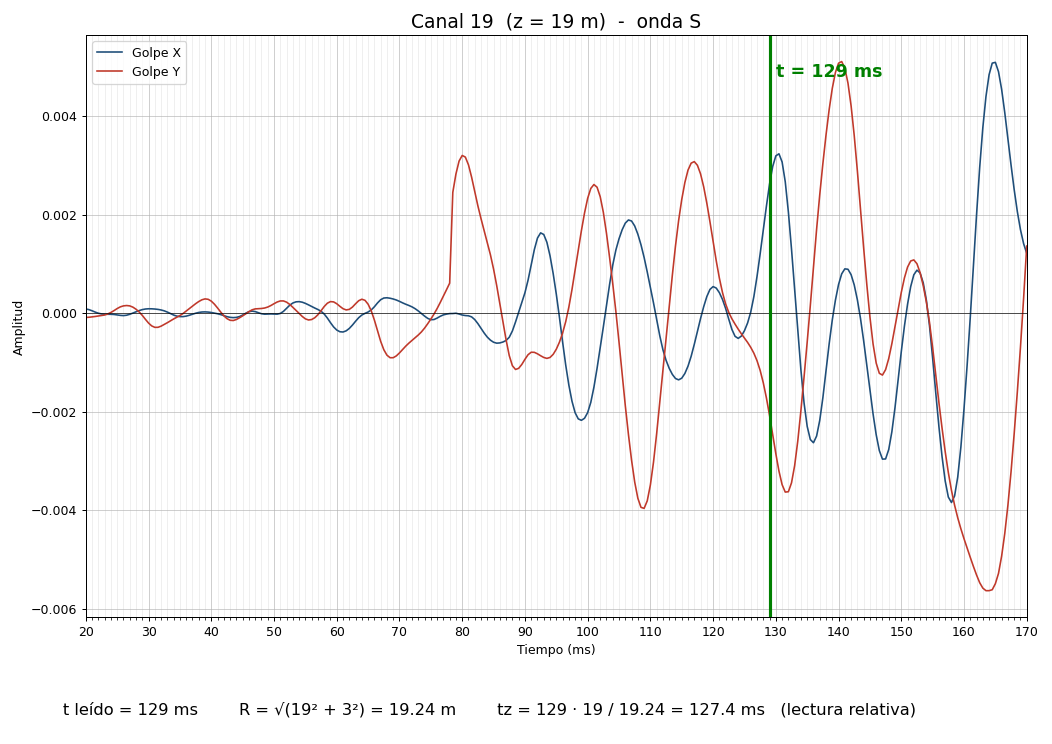 Canal 19 (z = 19 m) - onda S
Golpe X
Golpe Y
t = 129 ms
0.004
0.002
0.000
−0.002
−0.004
−0.006
Amplitud
20 30 40 50 60 70 80 90 100 110 120 130 140 150 160 170
Tiempo (ms)
t leído = 129 ms R = √(19² + 3²) = 19.24 m tz = 129 · 19 / 19.24 = 127.4 ms (lectura relativa)